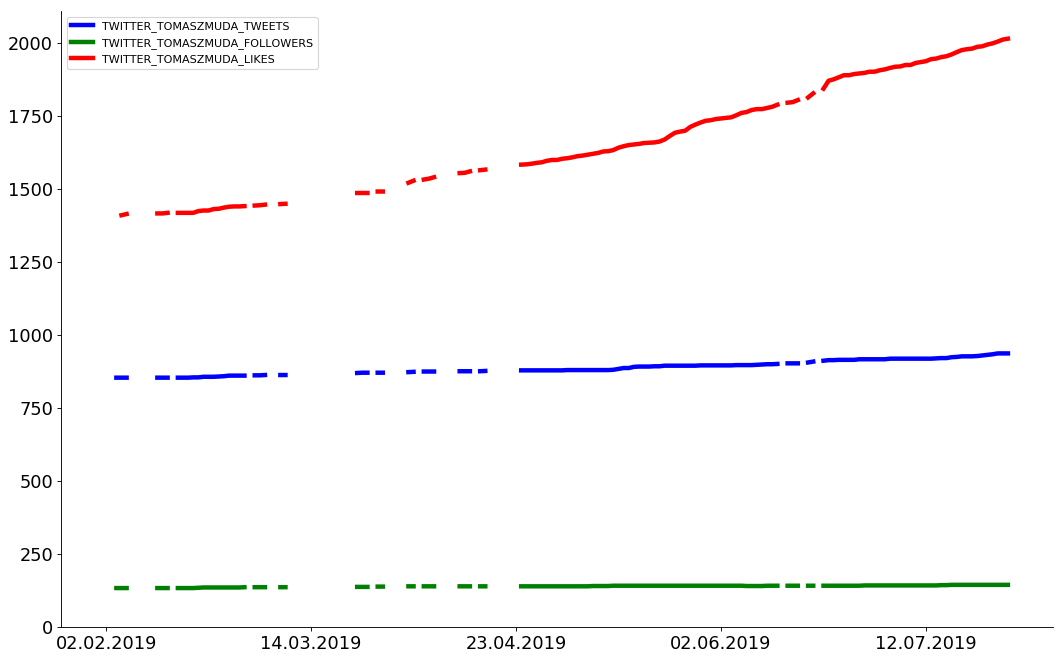 TWITTER_TOMASZMUDA_TWEETS
TWITTER_TOMASZMUDA_FOLLOWERS
TWITTER_TOMASZMUDA_LIKES
2000
1750
1500
1250
1000
750
500
250
0
02.02.2019 14.03.2019 23.04.2019 02.06.2019 12.07.2019